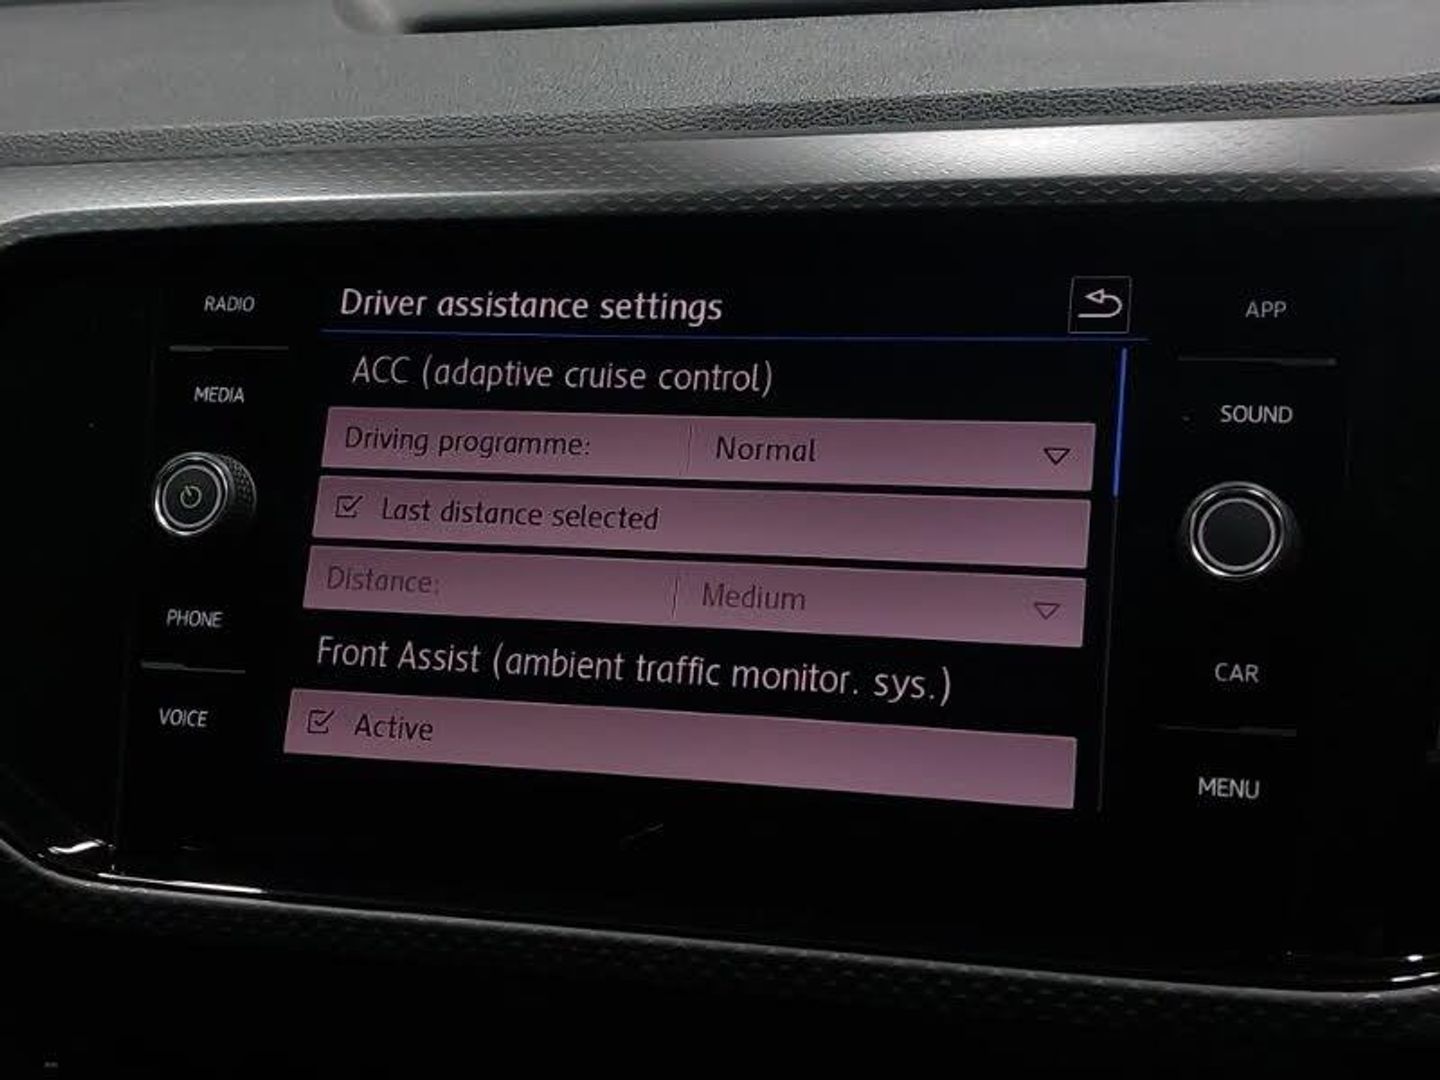 RADIO
MEDIA
PHONE
VOICE
Driver assistance settings
ACC (adaptive cruise control)
Driving programme: Normal
Last distance selected
Distance: Medium
Front Assist (ambient traffic monitor. sys.)
Active
APP
SOUND
CAR
MENU